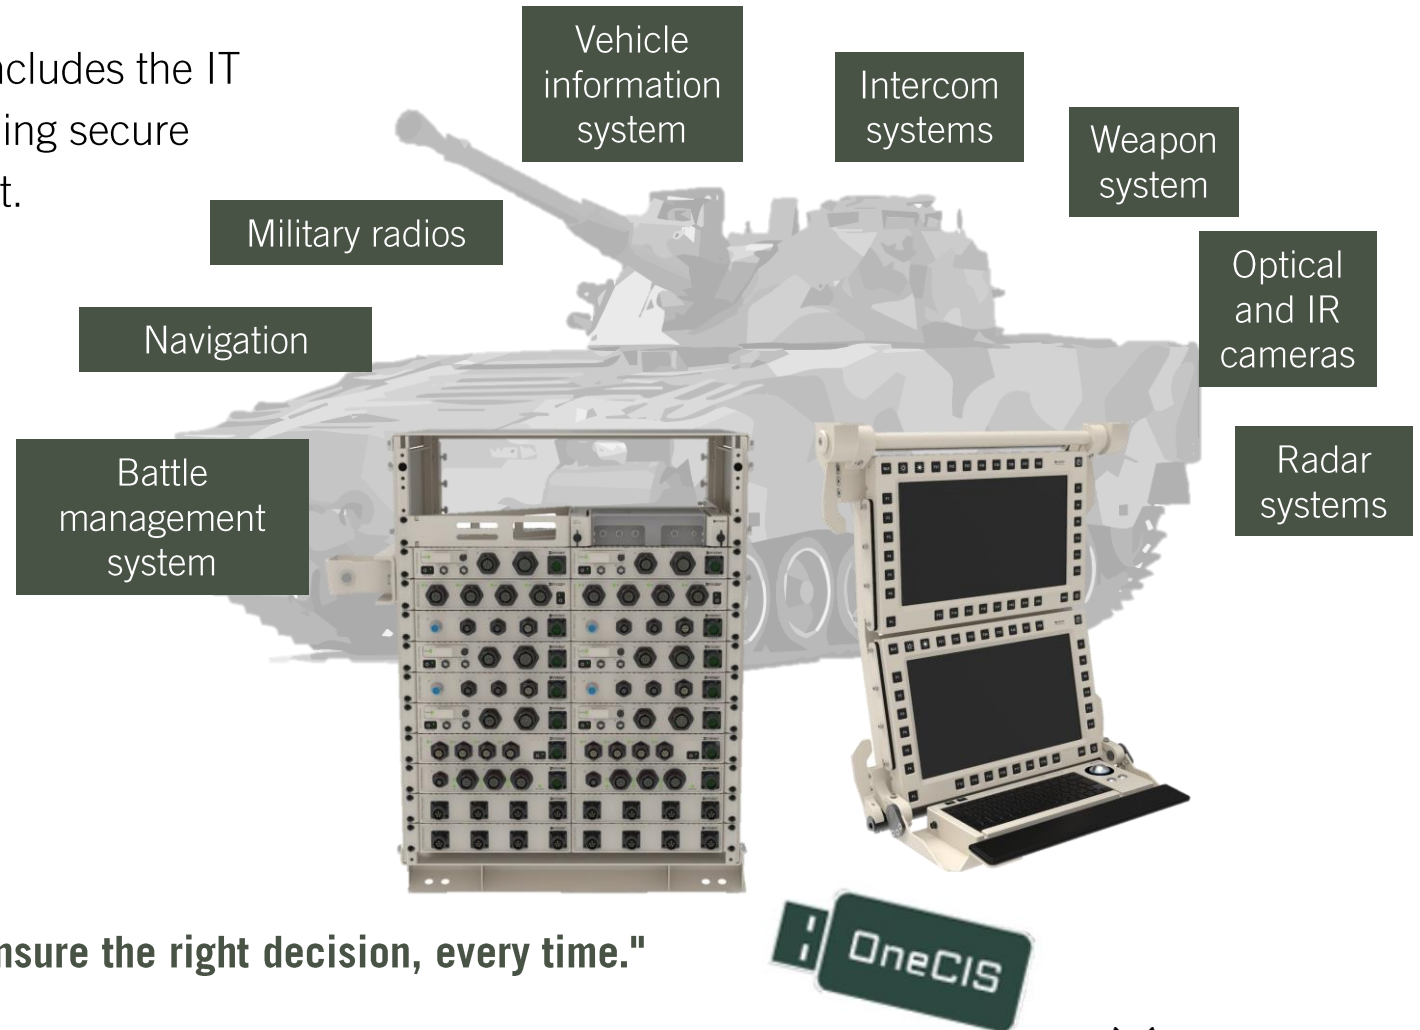 ncludes the IT
ing secure
t.
Vehicle
information
system
Intercom
systems
Weapon
system
Military radios
Optical
and IR
cameras
Navigation
Radar
systems
Battle
management
system
nsure the right decision, every time."
OneCIS